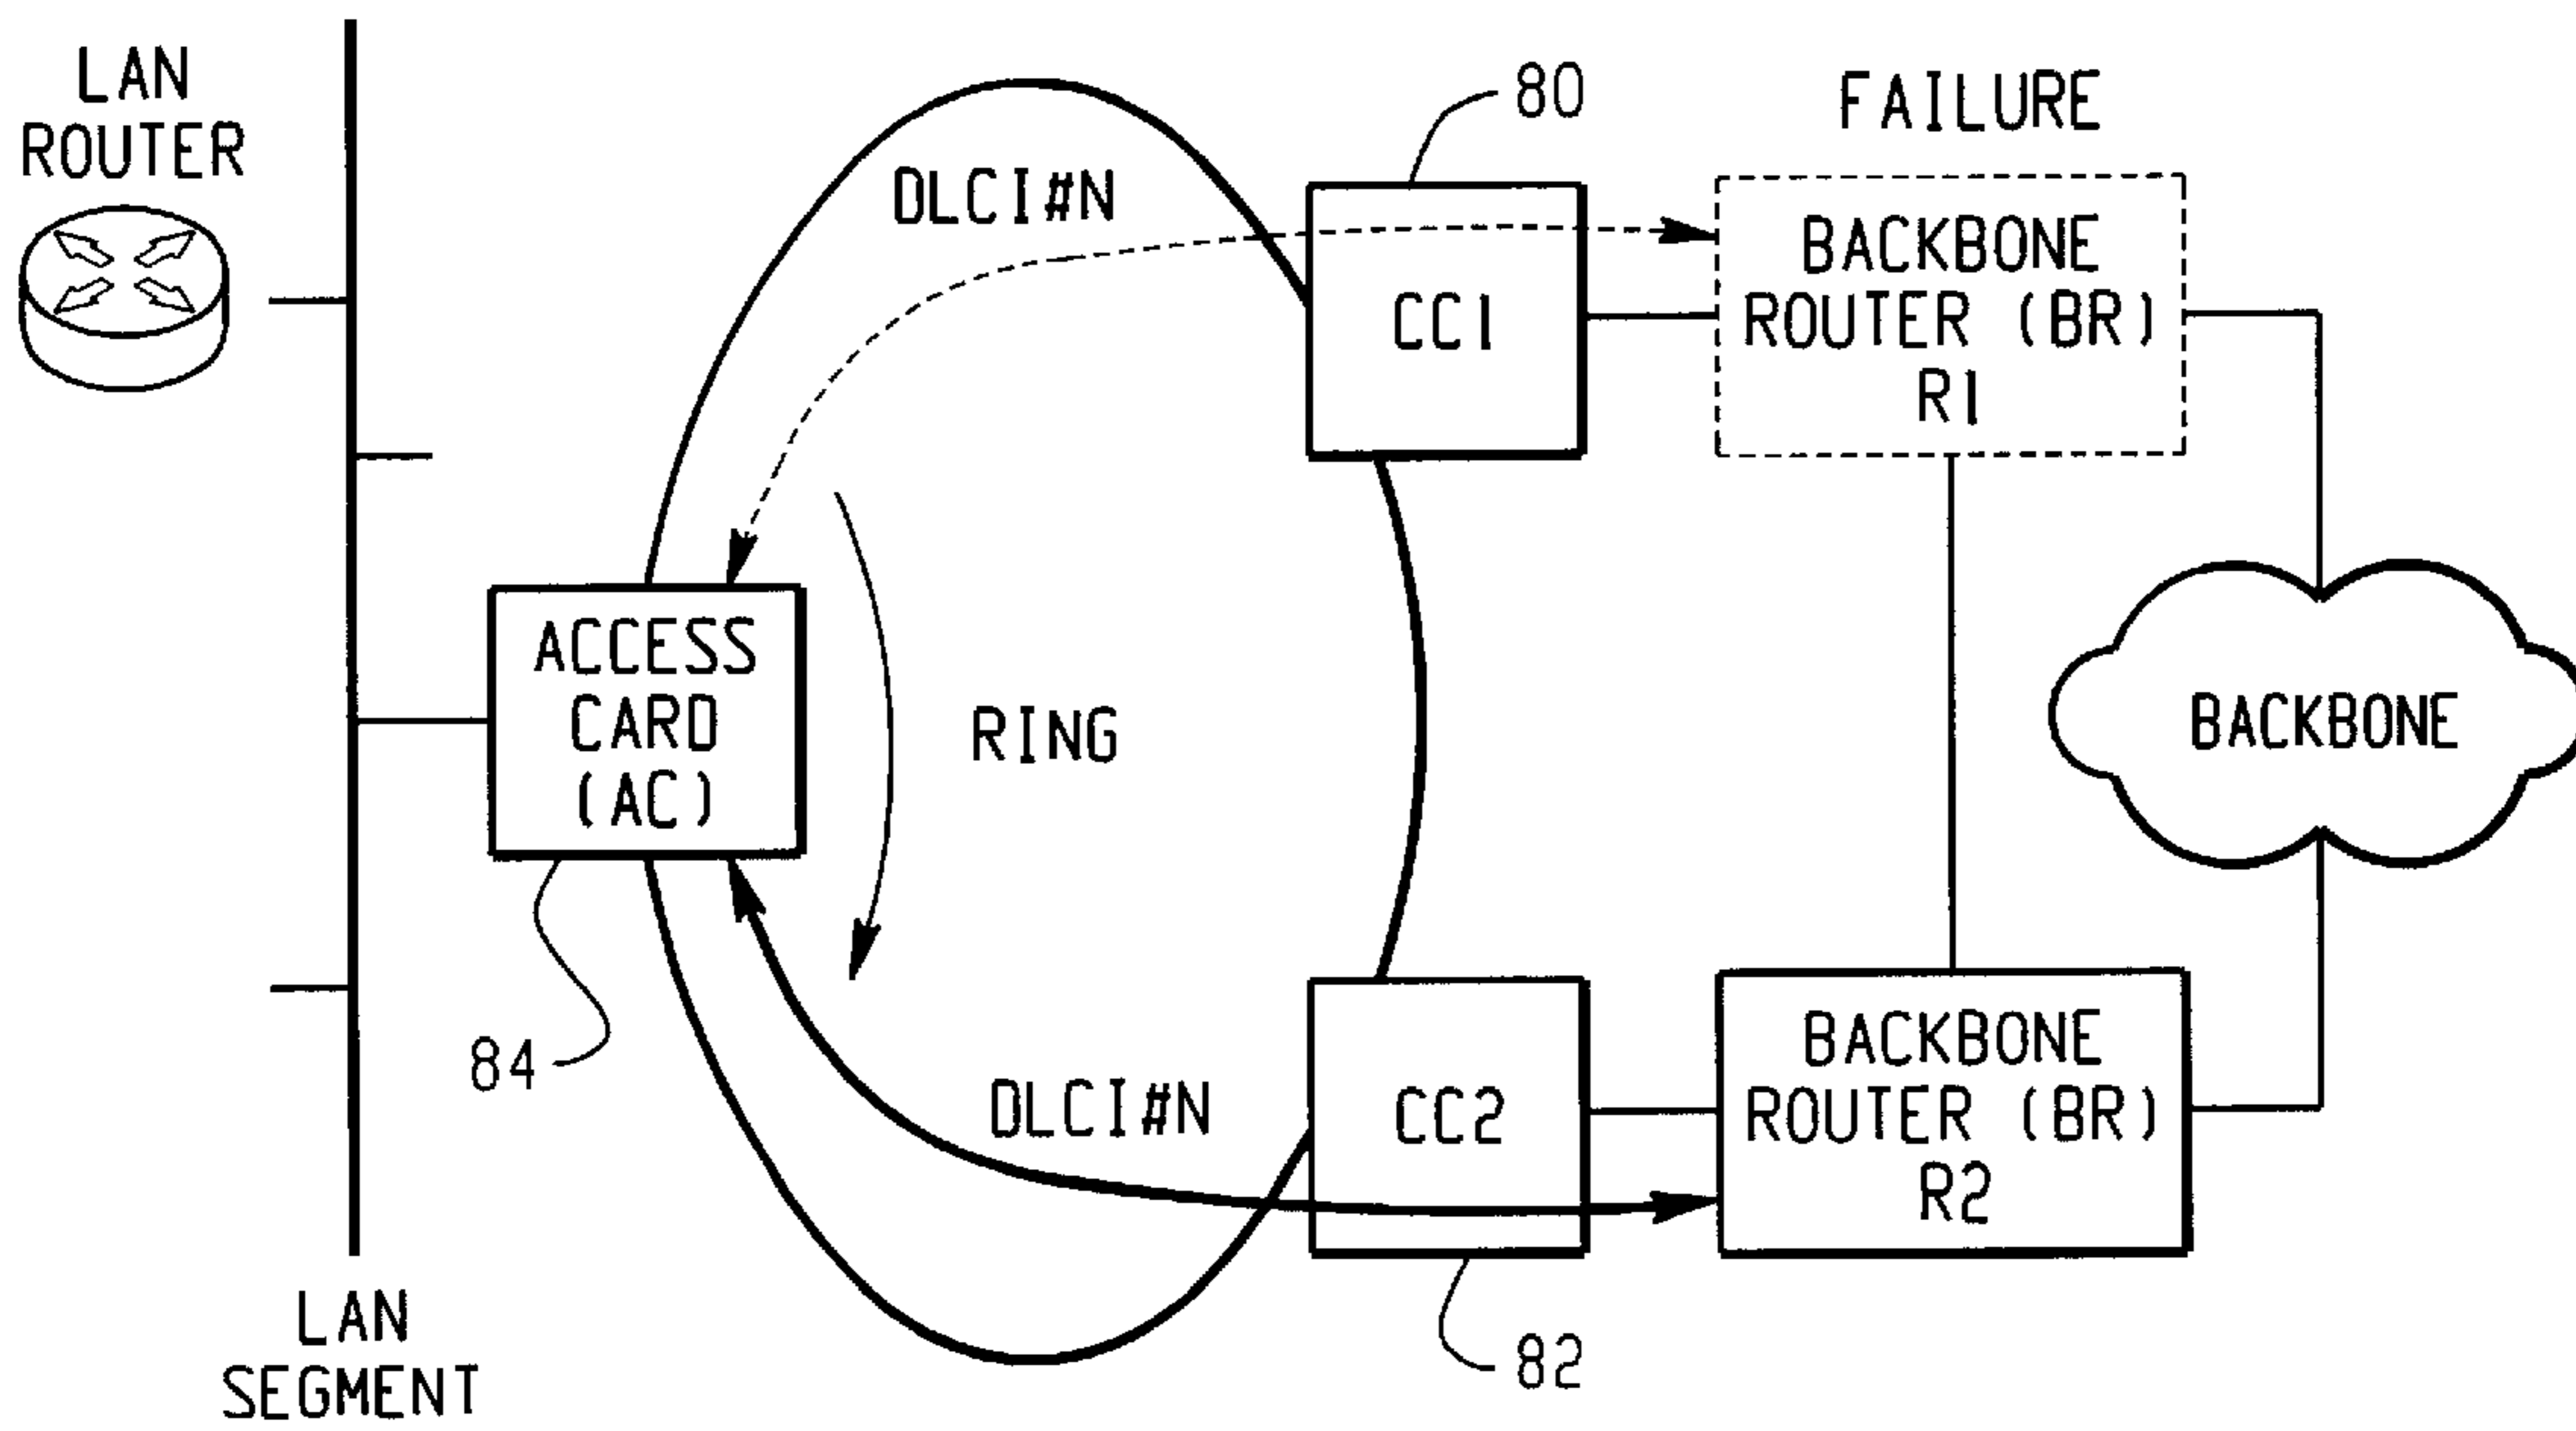 LAN
ROUTER
DLCI#N
80
FAILURE
CC1
BACKBONE
ROUTER (BR)
R1
ACCESS
CARD
(AC)
RING
BACKBONE
84
DLCI#N
CC2
BACKBONE
ROUTER (BR)
R2
82
LAN
SEGMENT